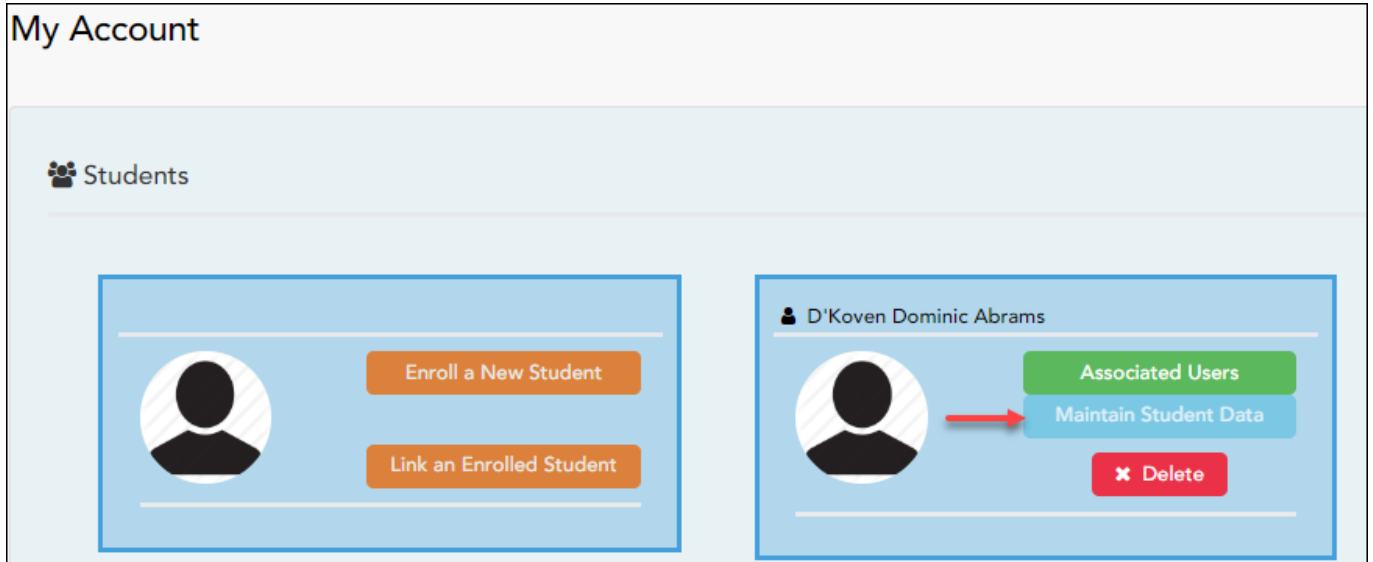 My Account
Students
Enroll a New Student
Link an Enrolled Student
D'Koven Dominic Abrams
Associated Users
Maintain Student Data
Delete